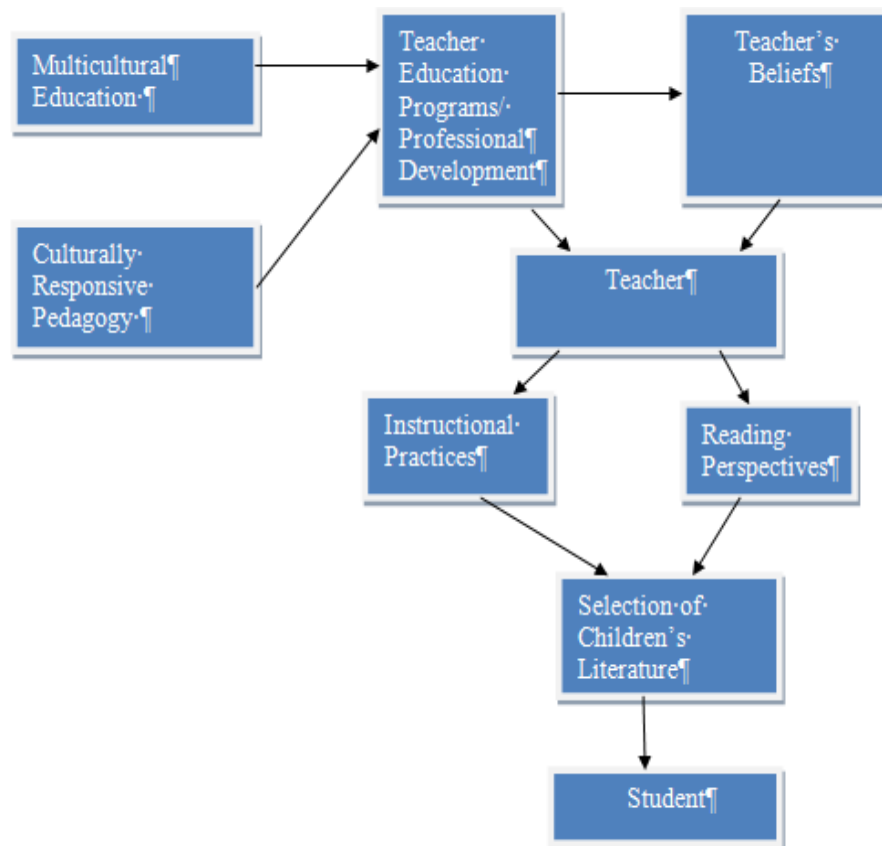 Multicultural¶
Education·¶
Teacher·
Education·
Programs/·
Professional¶
Development¶
Teacher’s·
Beliefs¶
Culturally·
Responsive·
Pedagogy·¶
Teacher¶
Instructional·
Practices¶
Reading·
Perspectives¶
Selection·of·
Children’s·
Literature¶
Student¶